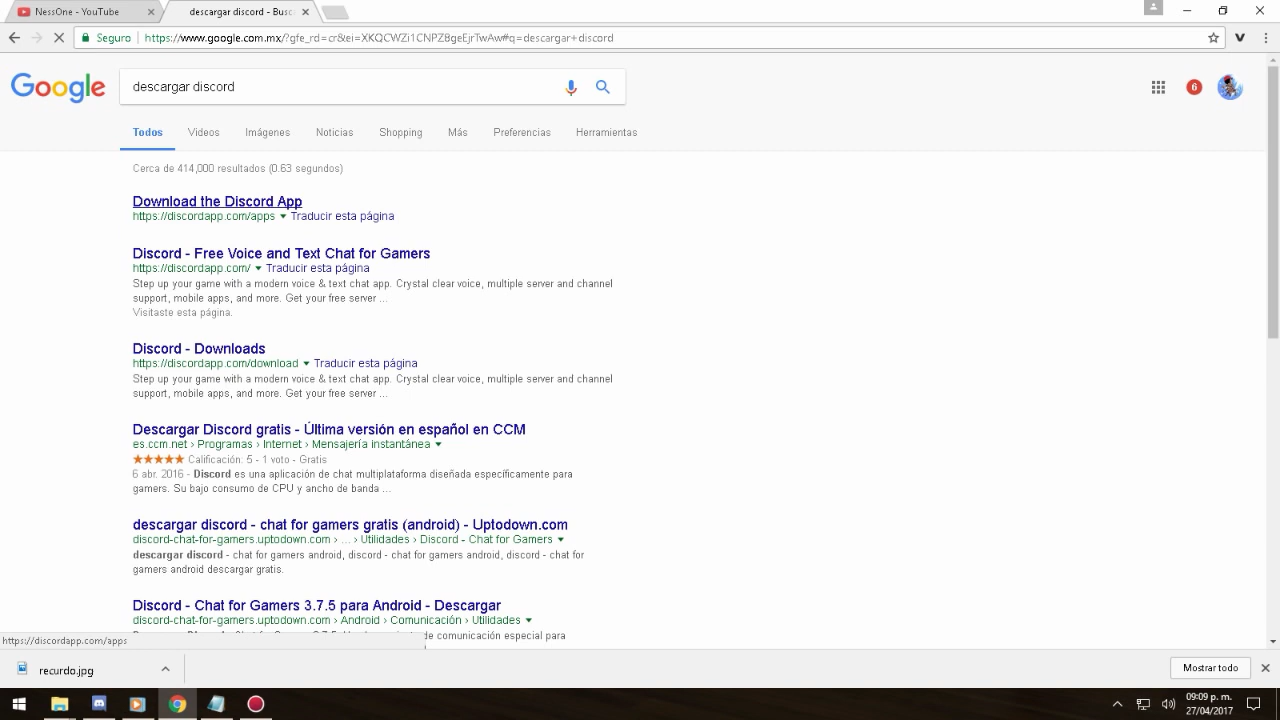 NessOne - YouTube
descargar discord - Busc
Seguro https://www.google.com.mx/?gfe_rd=cr&ei=XKQCWZi1CNPZ8geEjrTwAw#q=descargar+discord
Google descargar discord 6
Todos Videos Imágenes Noticias Shopping Más Preferencias Herramientas
Cerca de 414,000 resultados (0.63 segundos)
Download the Discord App
https://discordapp.com/apps Traducir esta página
Discord - Free Voice and Text Chat for Gamers
https://discordapp.com/ Traducir esta página
Step up your game with a modern voice & text chat app. Crystal clear voice, multiple server and channel
support, mobile apps, and more. Get your free server ...
Visitaste esta página.
Discord - Downloads
https://discordapp.com/download Traducir esta página
Step up your game with a modern voice & text chat app. Crystal clear voice, multiple server and channel
support, mobile apps, and more. Get your free server ...
Descargar Discord gratis - Última versión en español en CCM
es.ccm.net › Programas › Internet › Mensajería instantánea
Calificación: 5 - 1 voto - Gratis
6 abr. 2016 - Discord es una aplicación de chat multiplataforma diseñada específicamente para
gamers. Su bajo consumo de CPU y ancho de banda ...
descargar discord - chat for gamers gratis (android) - Uptodown.com
discord-chat-for-gamers.uptodown.com › ... › Utilidades › Discord - Chat for Gamers
descargar discord - chat for gamers android, discord - chat for gamers android, discord - chat for
gamers android descargar gratis.
Discord - Chat for Gamers 3.7.5 para Android - Descargar
discord-chat-for-gamers.uptodown.com › Android › Comunicación › Utilidades
de comunicación especial para
https://discordapp.com/apps
recurdo.jpg
Mostrar todo
09:09 p. m.
27/04/2017